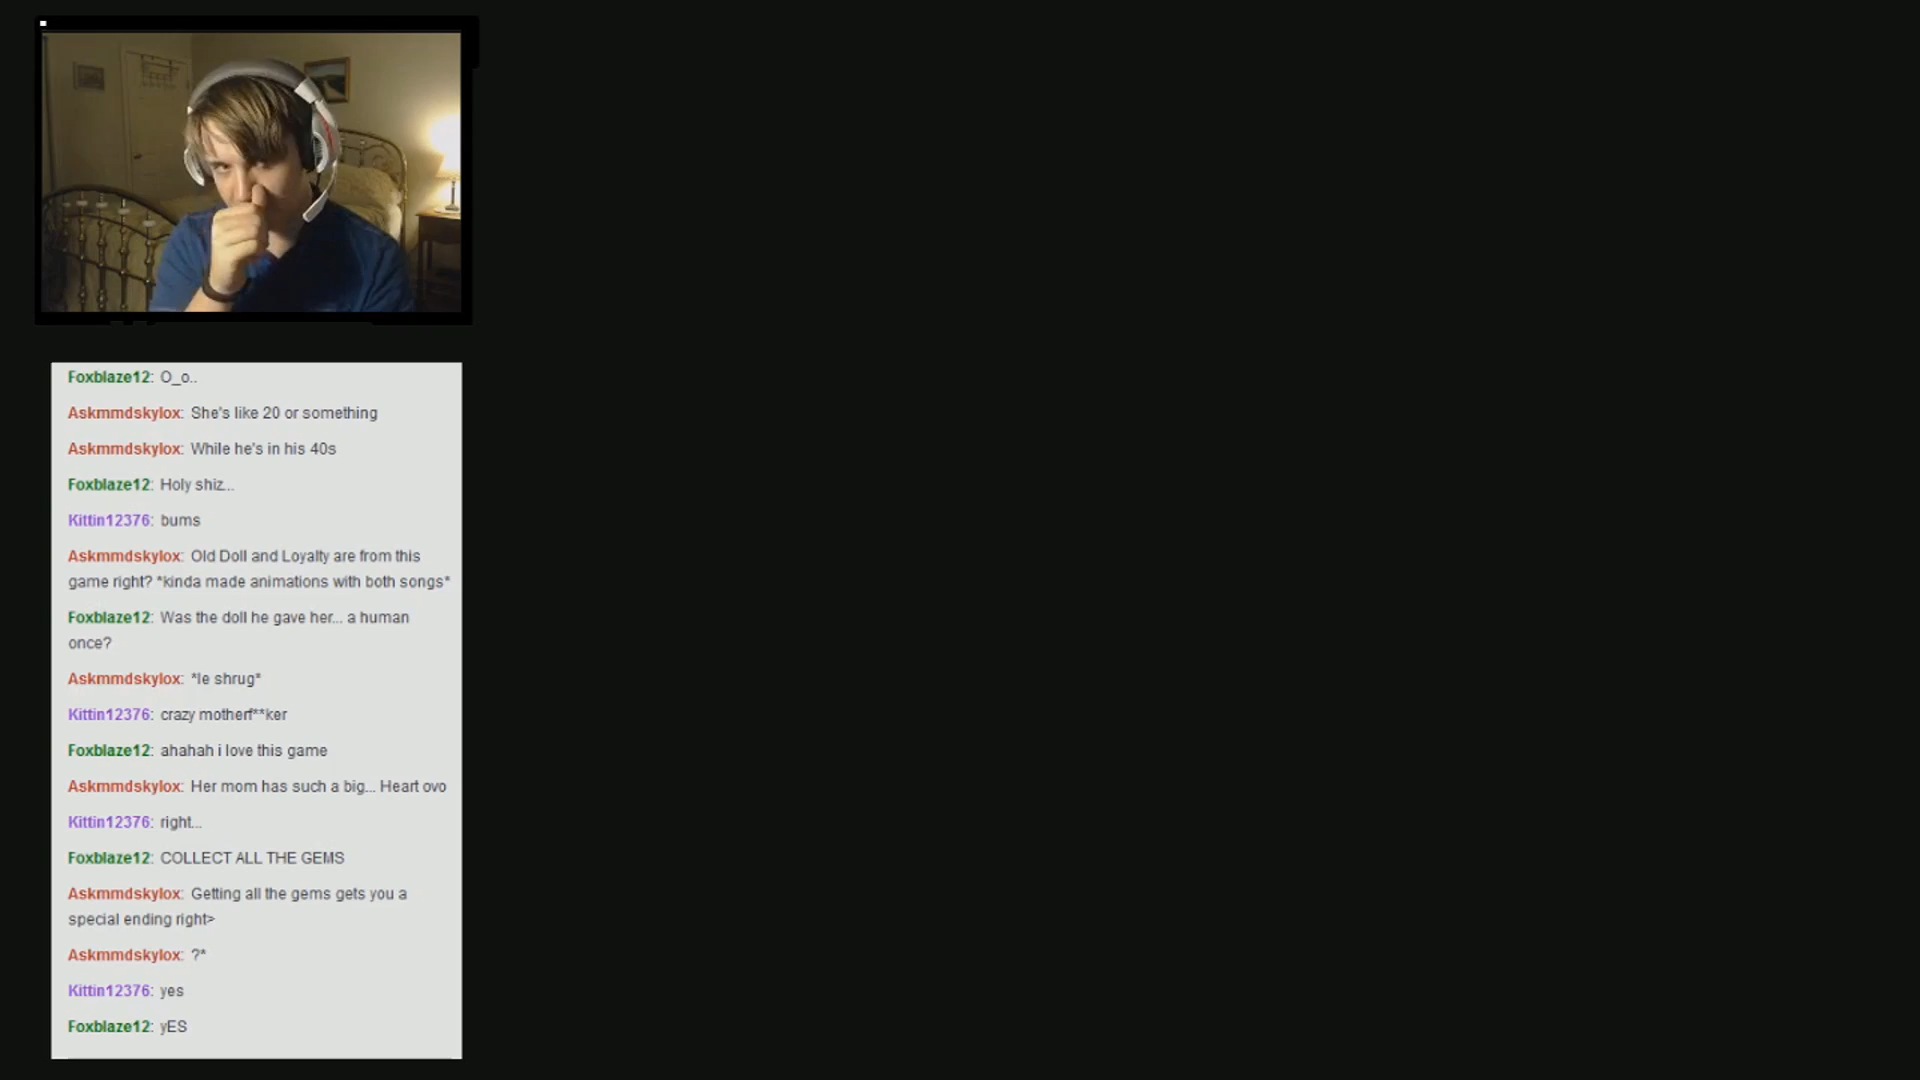 Foxblaze12: O_o..
Askmmdskylox: She's like 20 or something
Askmmdskylox: While he's in his 40s
Foxblaze12: Holy shiz...
Kittin12376: bums
Askmmdskylox: Old Doll and Loyalty are from this
game right? *kinda made animations with both songs*
Foxblaze12: Was the doll he gave her... a human
once?
Askmmdskylox: *le shrug*
Kittin12376: crazy motherf**ker
Foxblaze12: ahahah i love this game
Askmmdskylox: Her mom has such a big... Heart ovo
Kittin12376: right...
Foxblaze12: COLLECT ALL THE GEMS
Askmmdskylox: Getting all the gems gets you a
special ending right>
Askmmdskylox: ?*
Kittin12376: yes
Foxblaze12: yES